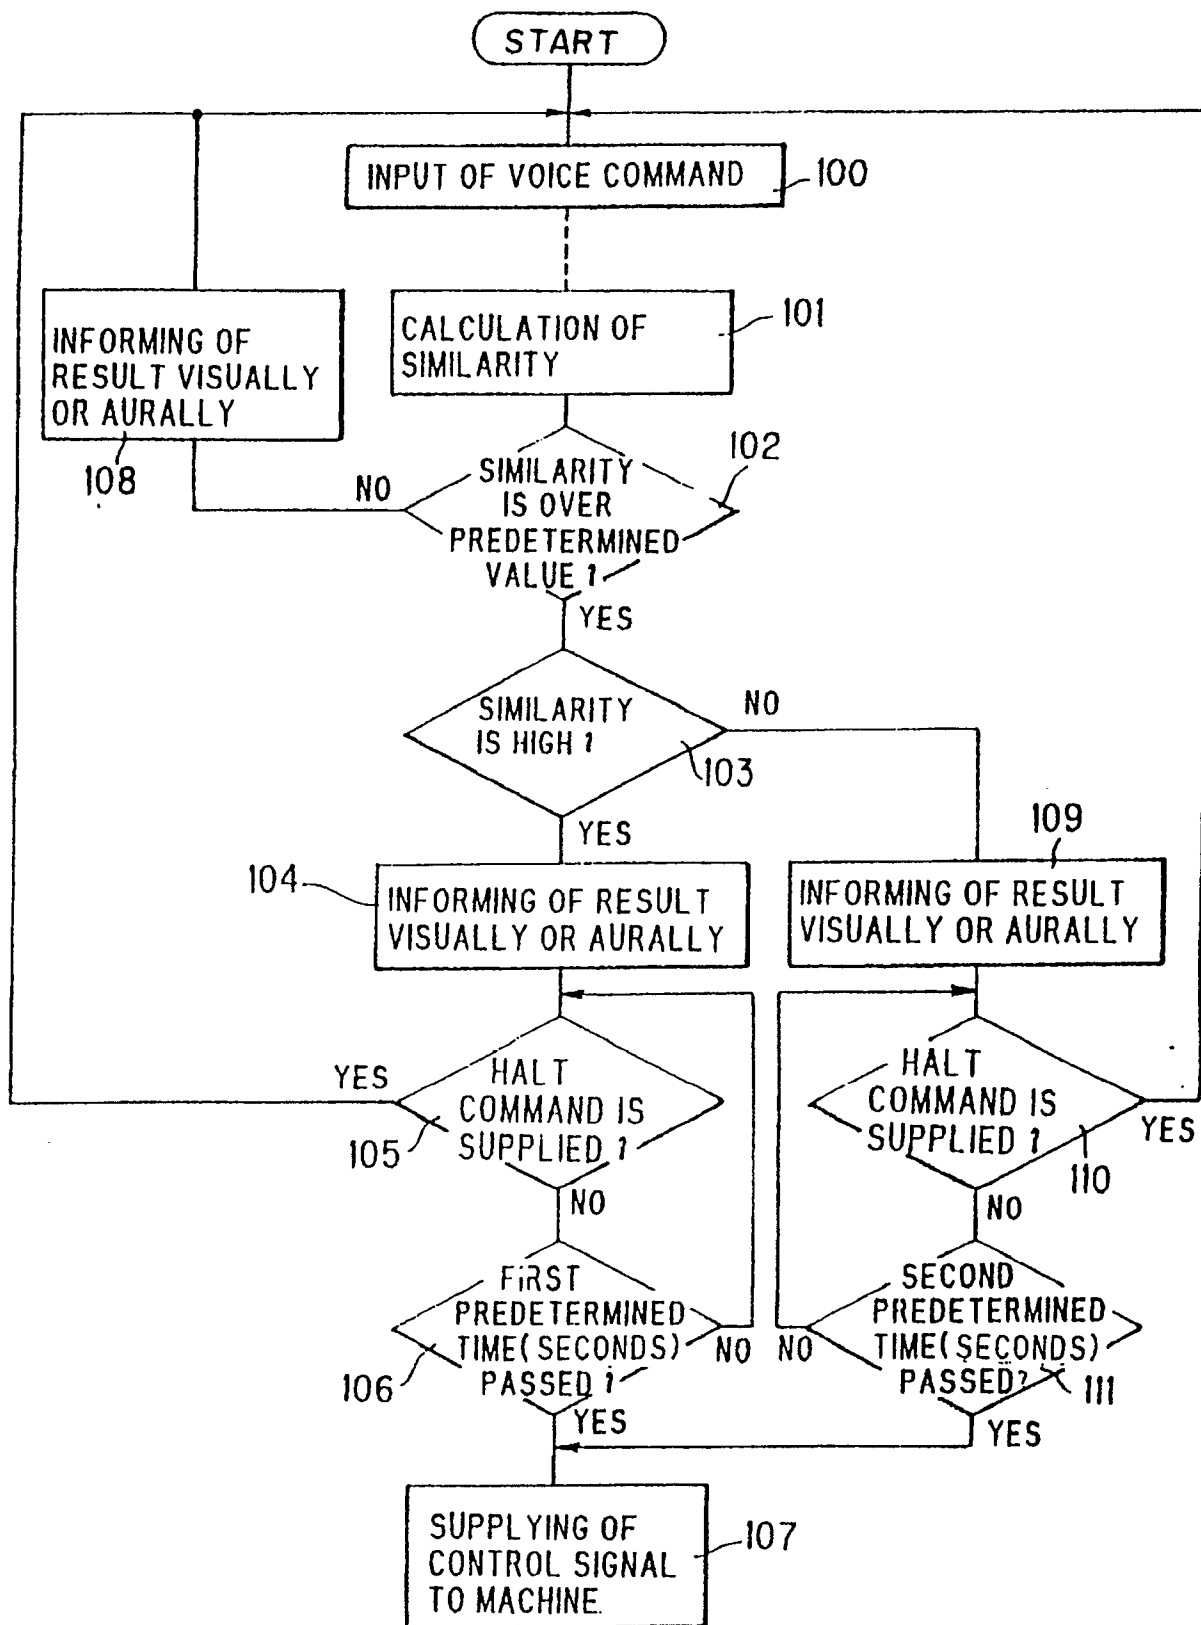 START
INPUT OF VOICE COMMAND
100
CALCULATION OF
SIMILARITY
101
INFORMING OF
RESULT VISUALLY
OR AURALLY
108
SIMILARITY
IS OVER
PREDETERMINED
VALUE ?
102
NO
YES
SIMILARITY
IS HIGH ?
103
NO
YES
104
INFORMING OF RESULT
VISUALLY OR AURALLY
109
INFORMING OF RESULT
VISUALLY OR AURALLY
YES
HALT
COMMAND IS
SUPPLIED ?
105
NO
HALT
COMMAND IS
SUPPLIED ?
YES
110
NO
FIRST
PREDETERMINED
TIME(SECONDS)
PASSED ?
106
NO
YES
SECOND
PREDETERMINED
TIME(SECONDS)
PASSED?
111
NO
YES
SUPPLYING OF
CONTROL SIGNAL
TO MACHINE.
107